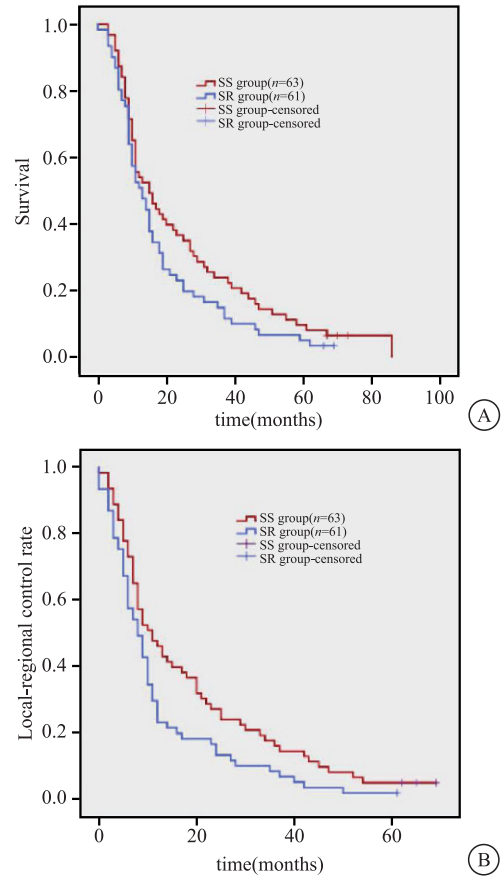 1.0
0.8
0.6
0.4
0.2
0.0
Survival
SS group(n=63)
SR group(n=61)
SS group-censored
SR group-censored
0 20 40 60 80 100
time(months)
A
1.0
0.8
0.6
0.4
0.2
0.0
Local-regional control rate
SS group(n=63)
SR group(n=61)
SS group-censored
SR group-censored
0 20 40 60
time(months)
B